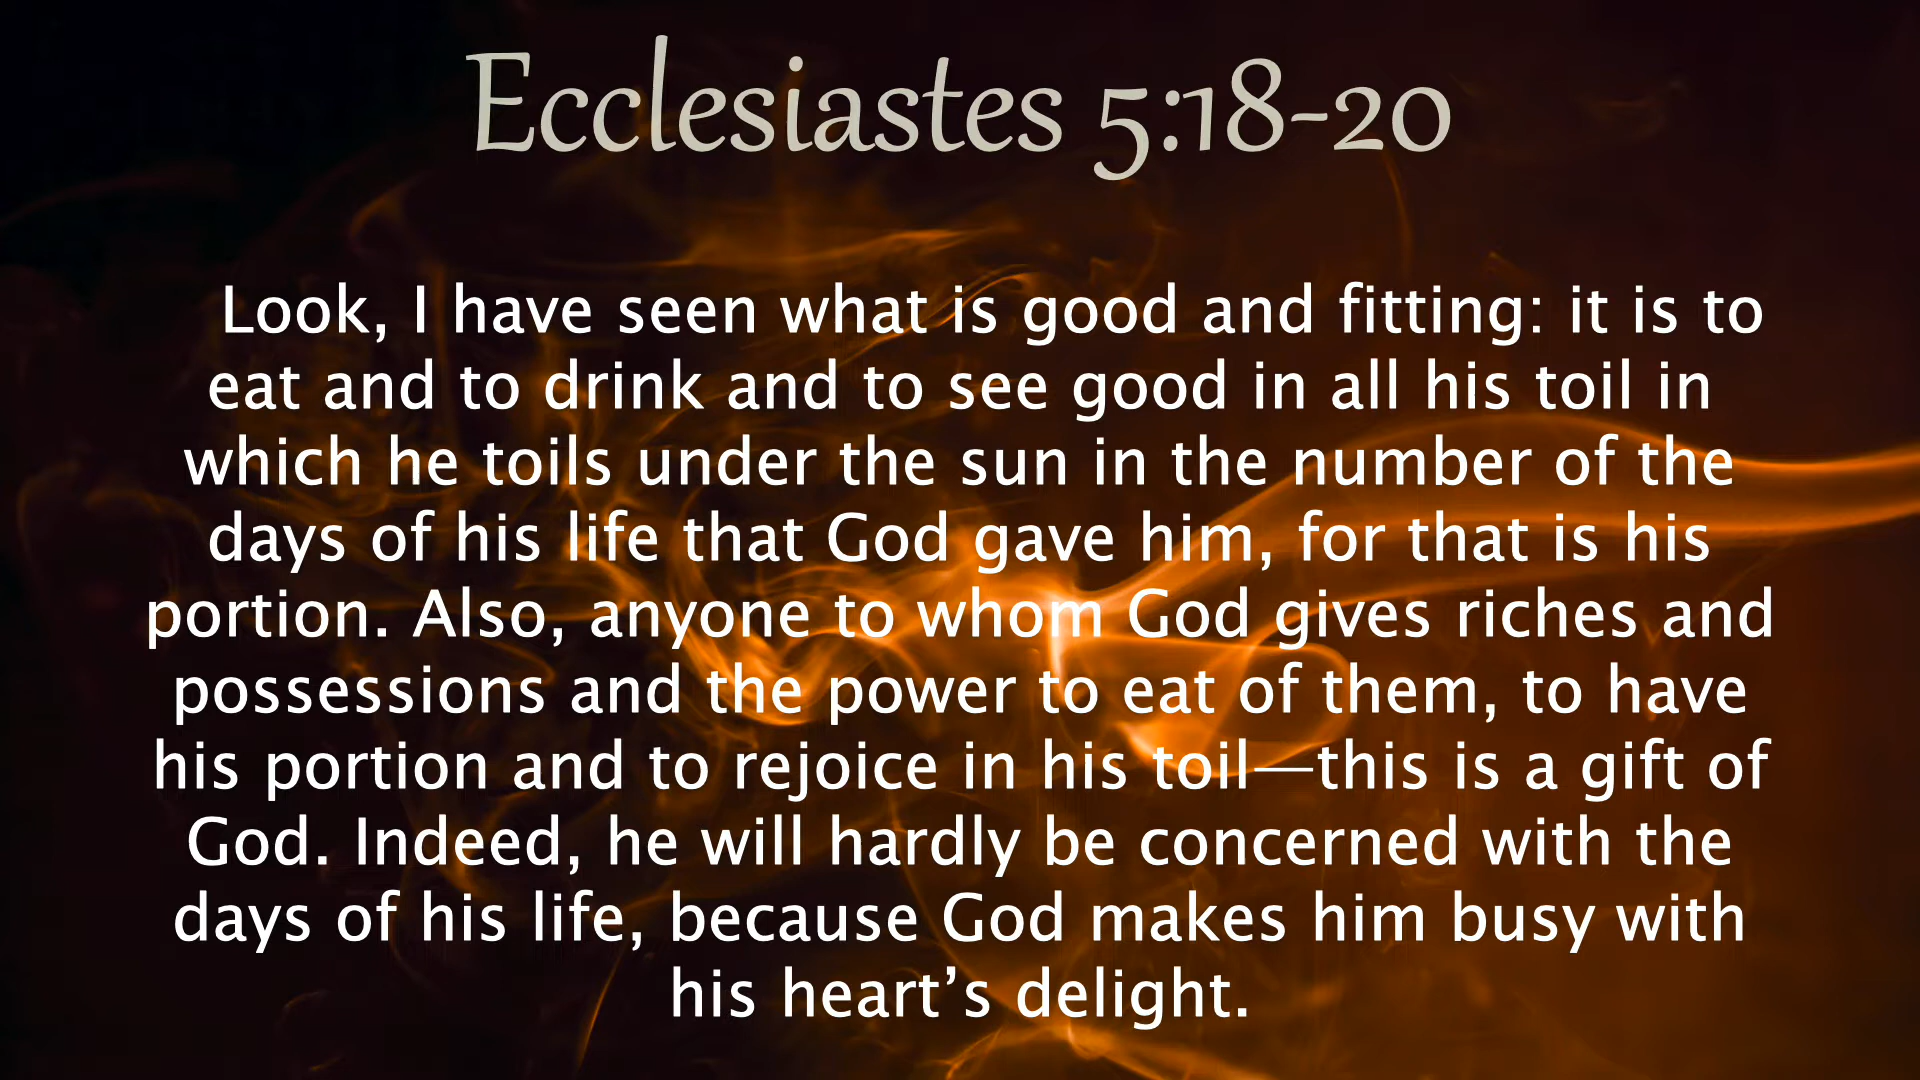 Ecclesiastes 5:18-20
Look, I have seen what is good and fitting: it is to
eat and to drink and to see good in all his toil in
which he toils under the sun in the number of the
days of his life that God gave him, for that is his
portion. Also, anyone to whom God gives riches and
possessions and the power to eat of them, to have
his portion and to rejoice in his toil—this is a gift of
God. Indeed, he will hardly be concerned with the
days of his life, because God makes him busy with
his heart’s delight.